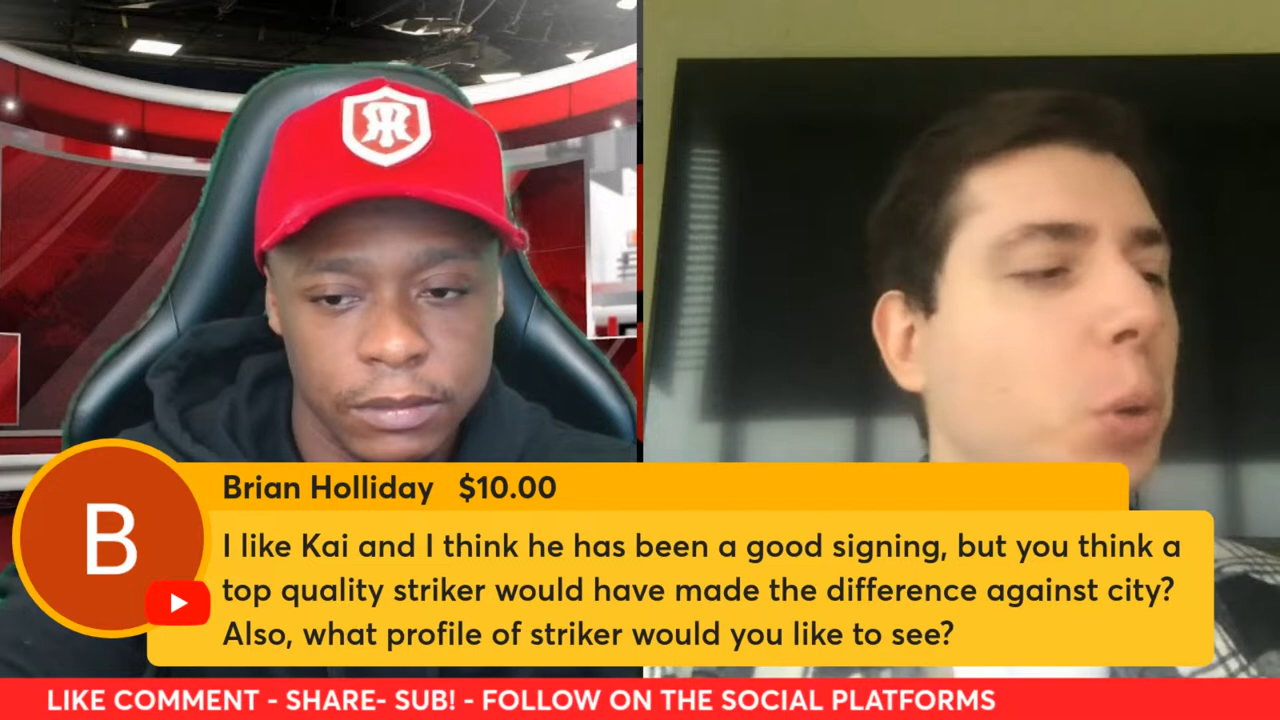 TR
Brian Holliday $10.00
B
I like Kai and I think he has been a good signing, but you think a
top quality striker would have made the difference against city?
Also, what profile of striker would you like to see?
LIKE COMMENT - SHARE- SUB! - FOLLOW ON THE SOCIAL PLATFORMS